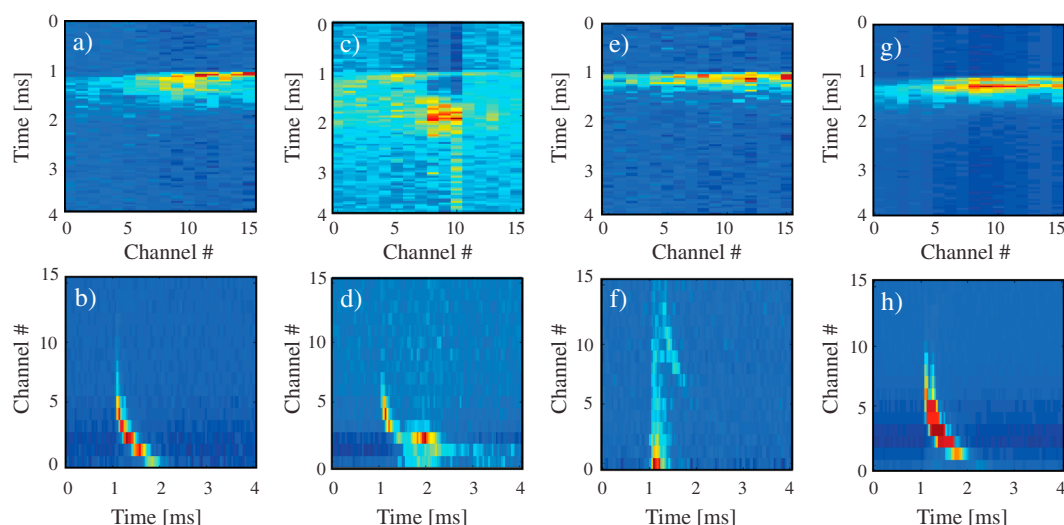 a) c) e) g)
0 0 0 0
1 1 1 1
2 2 2 2
3 3 3 3
4 4 4 4
Time [ms] Time [ms] Time [ms] Time [ms]
0 5 10 15 0 5 10 15 0 5 10 15 0 5 10 15
Channel # Channel # Channel # Channel #
b) d) f) h)
15 15 15 15
10 10 10 10
5 5 5 5
0 0 0 0
Channel # Channel # Channel # Channel #
0 1 2 3 4 0 1 2 3 4 0 1 2 3 4 0 1 2 3 4
Time [ms] Time [ms] Time [ms] Time [ms]